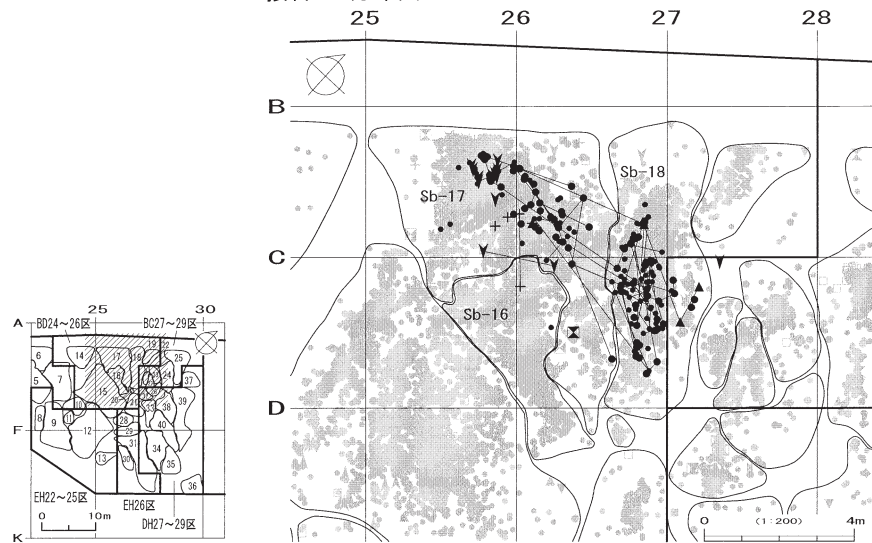 25 26 27 28
B
Sb-18
Sb-17
C
Sb-16
D
0 (1:200) 4m
25 30
A
BD24～26区 BC27～29区
6 14 17 18 19 22 25
5 7 16 24 37
15
8 9 10 11 12 28 33 38 39
F
29 40
13 31 34
30 35
36
EH22～25区
EH26区
0 10m
DH27～29区
K